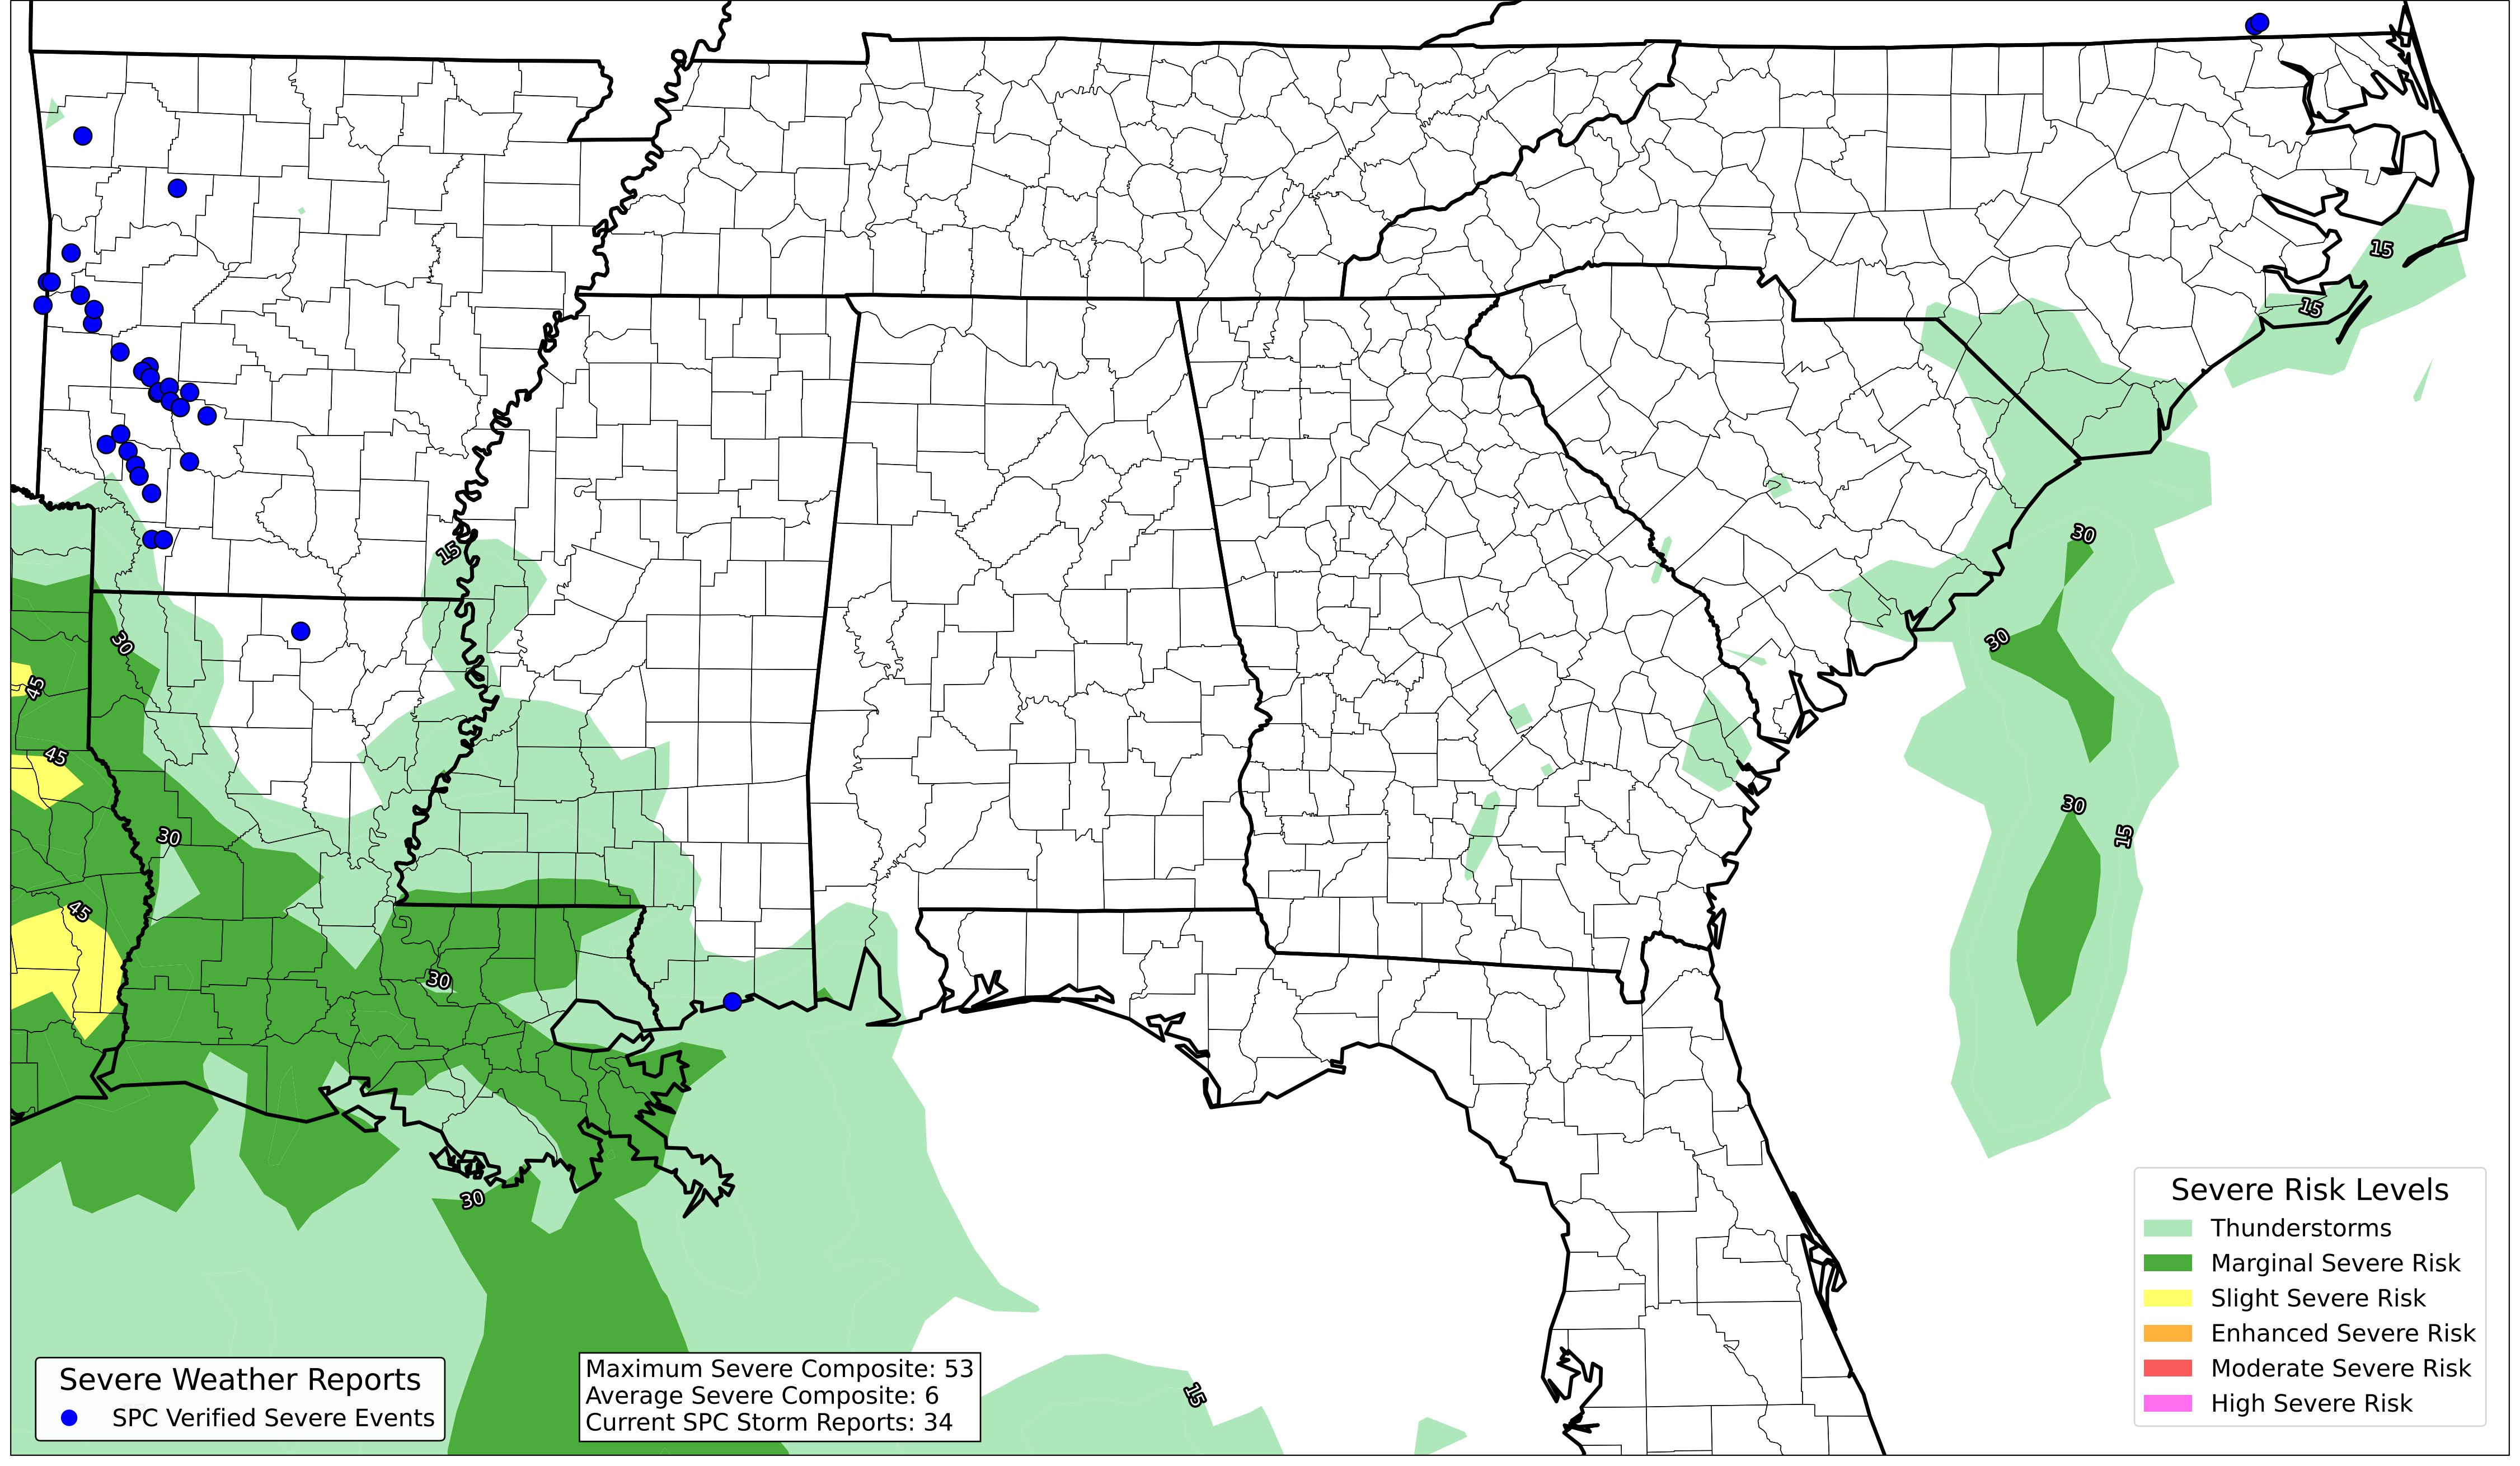 15
15
30
15
30
30
45
45
30
15
30
45
30
30
15
Severe Risk Levels
Thunderstorms
Marginal Severe Risk
Slight Severe Risk
Enhanced Severe Risk
Moderate Severe Risk
High Severe Risk
Severe Weather Reports
SPC Verified Severe Events
Maximum Severe Composite: 53
Average Severe Composite: 6
Current SPC Storm Reports: 34